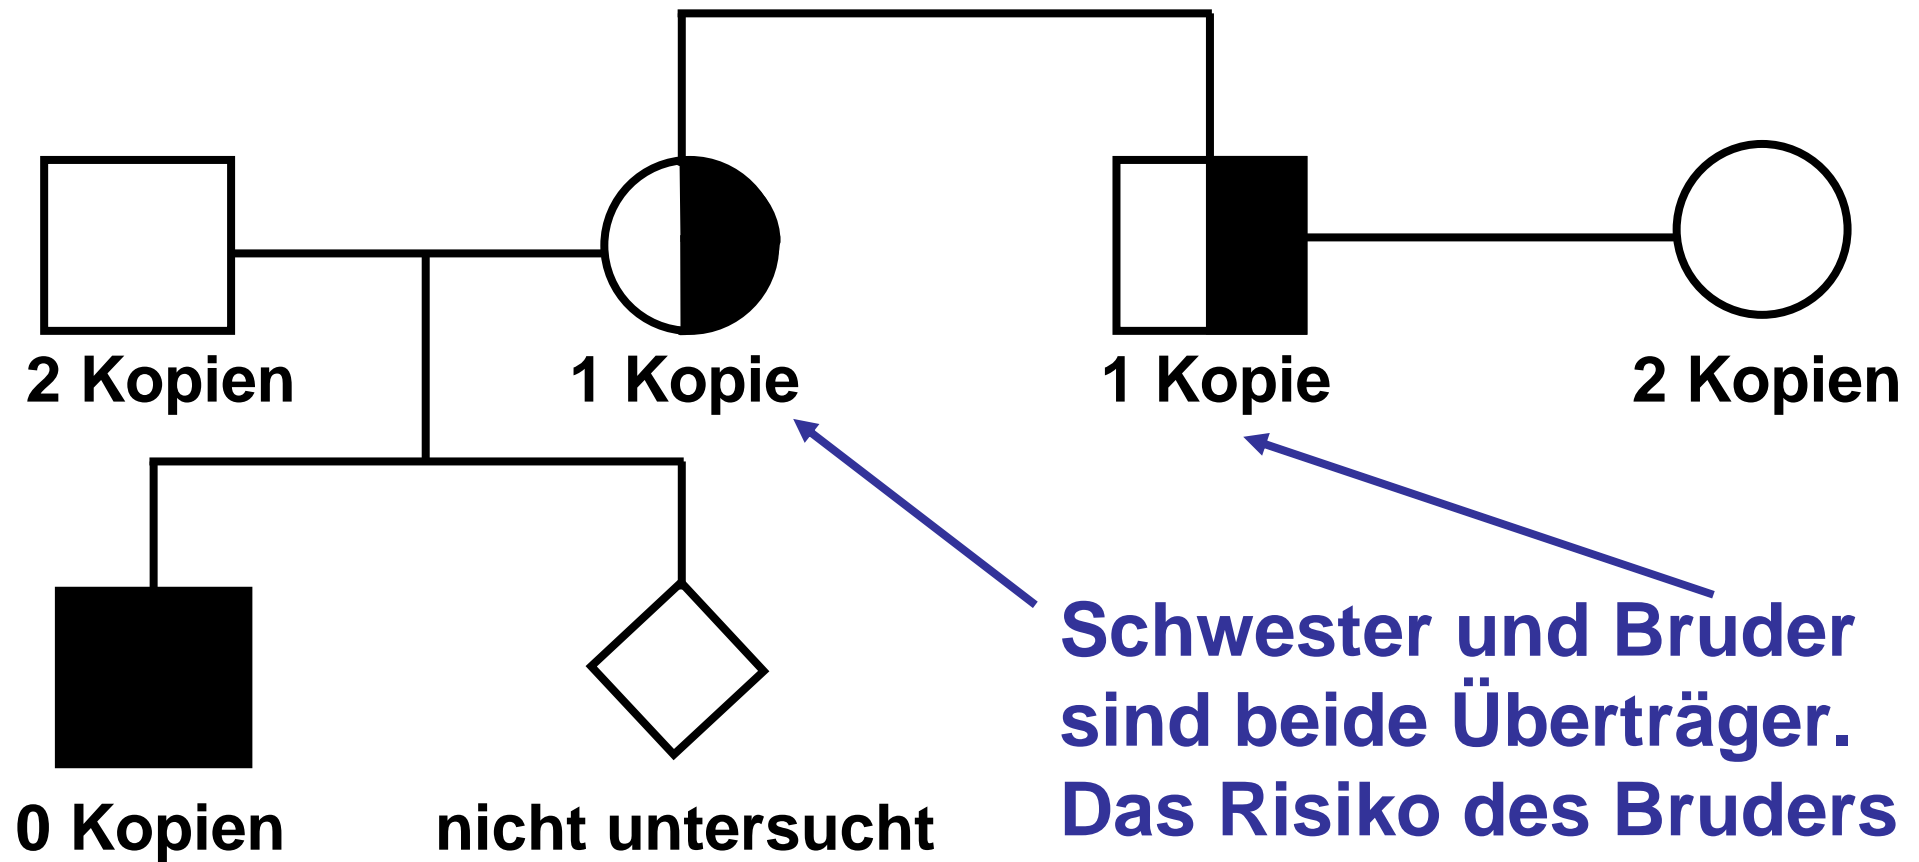 2 Kopien
1 Kopie
1 Kopie
2 Kopien
Schwester und Bruder
sind beide Überträger.
Das Risiko des Bruders
0 Kopien
nicht untersucht